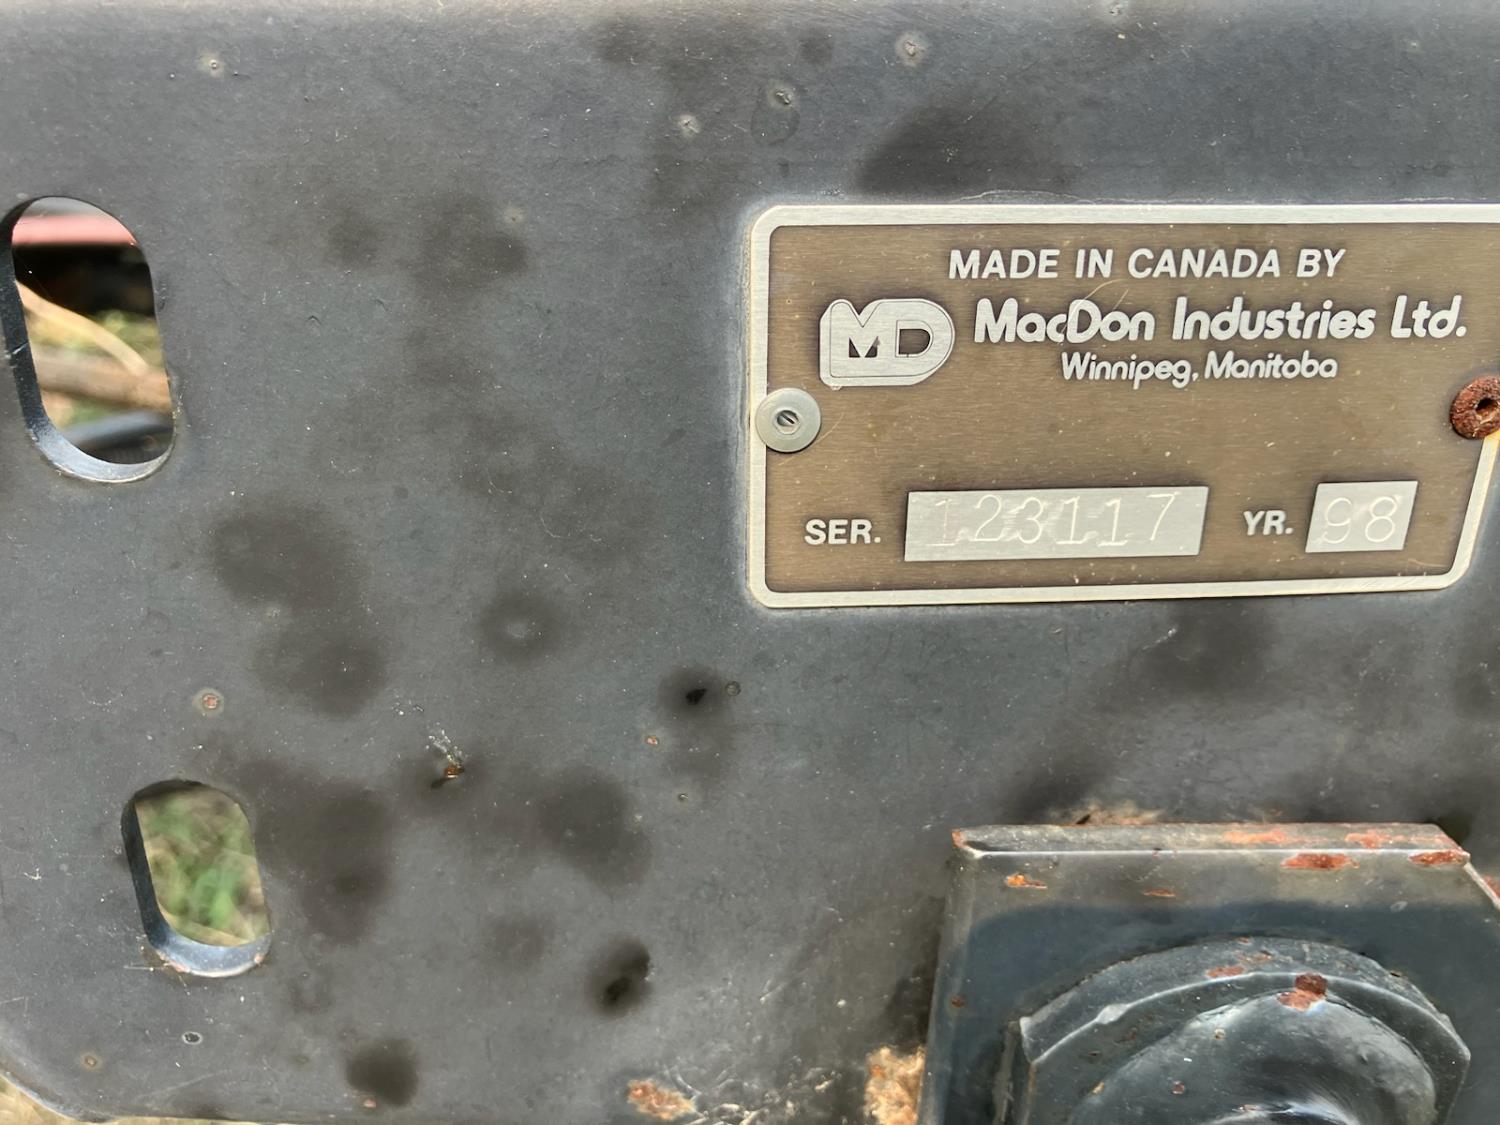 MADE IN CANADA BY
MD MacDon Industries Ltd.
Winnipeg, Manitoba
SER. 123117 YR. 98